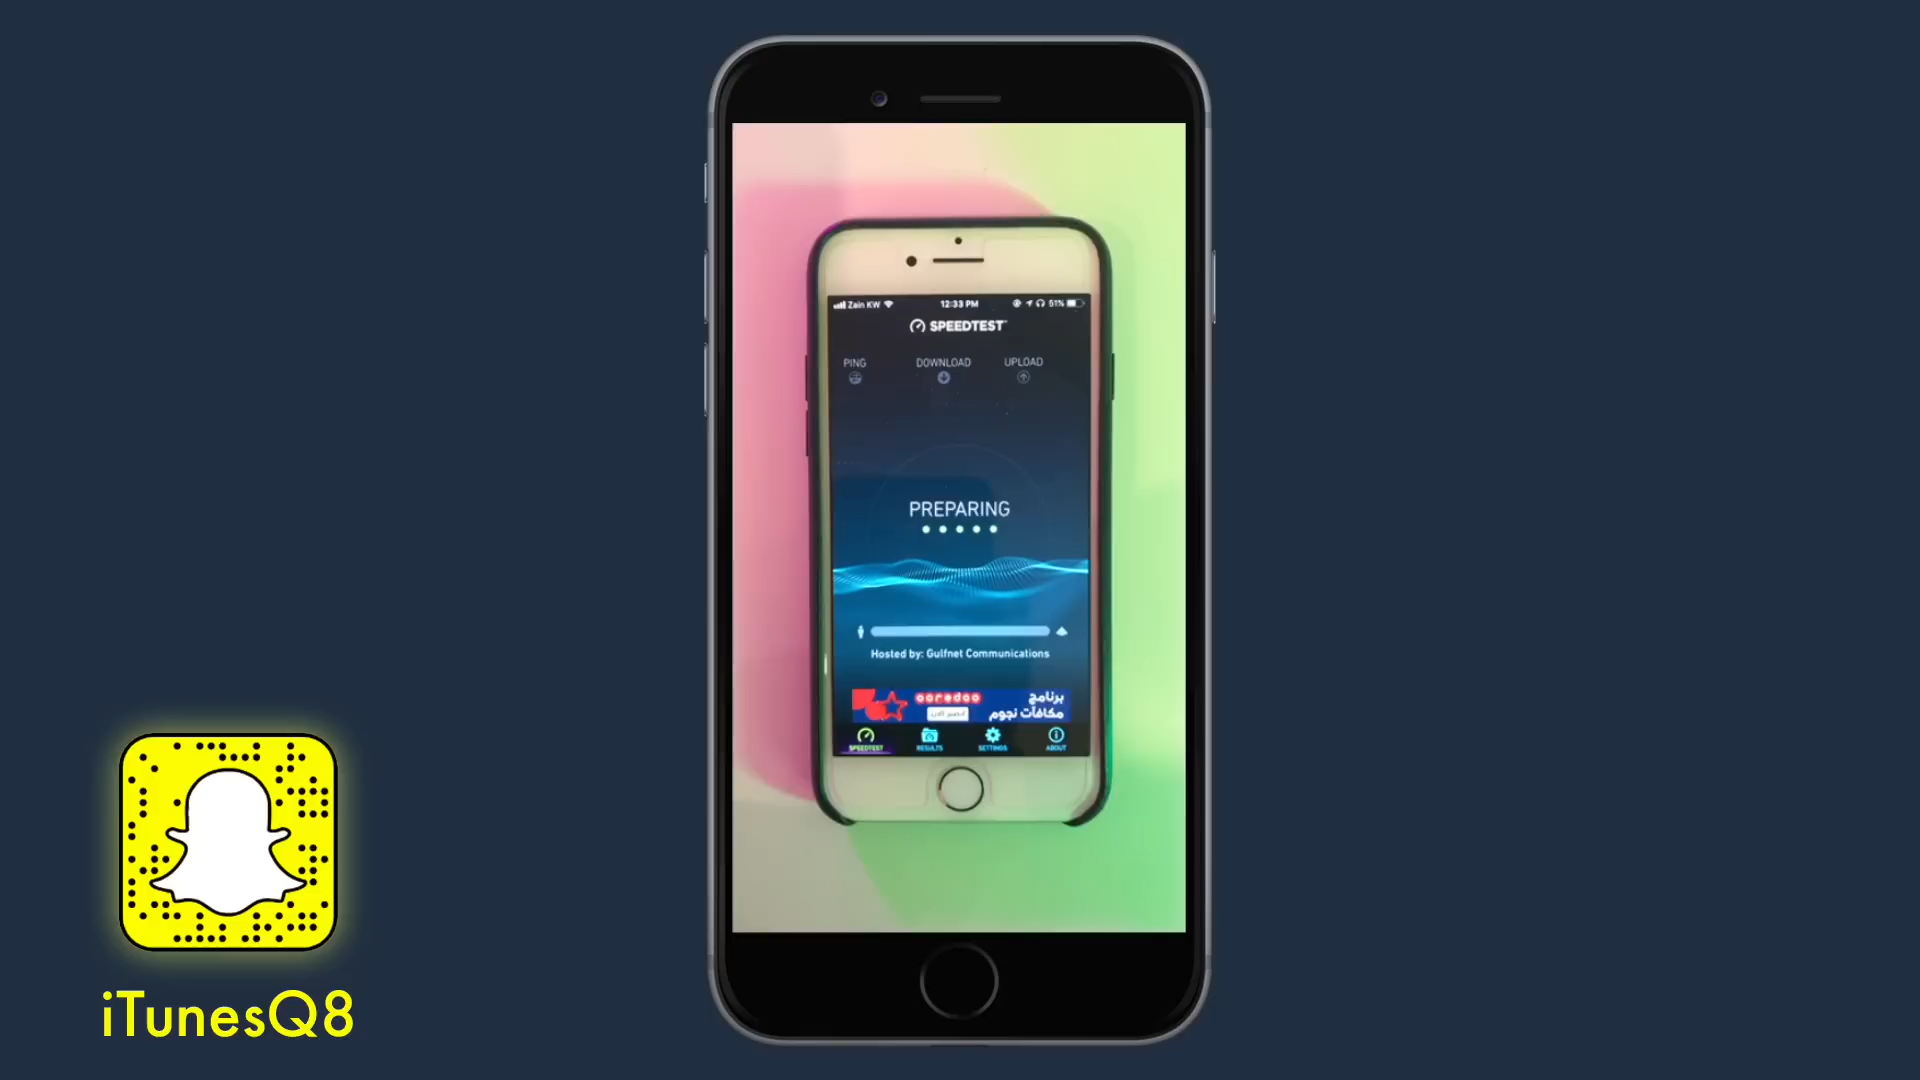 Zain KW
12:33 PM
51%
SPEEDTEST
PING
DOWNLOAD
UPLOAD
PREPARING
Hosted by: Gulfnet Communications
ooredoo
برنامج
مكافآت نجوم
SPEEDTEST
RESULTS
SETTINGS
ABOUT
iTunesQ8